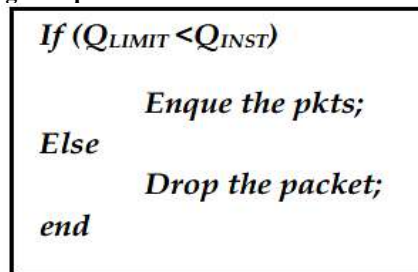 If (QLIMIT <QINST)
Enque the pkts;
Else
Drop the packet;
end